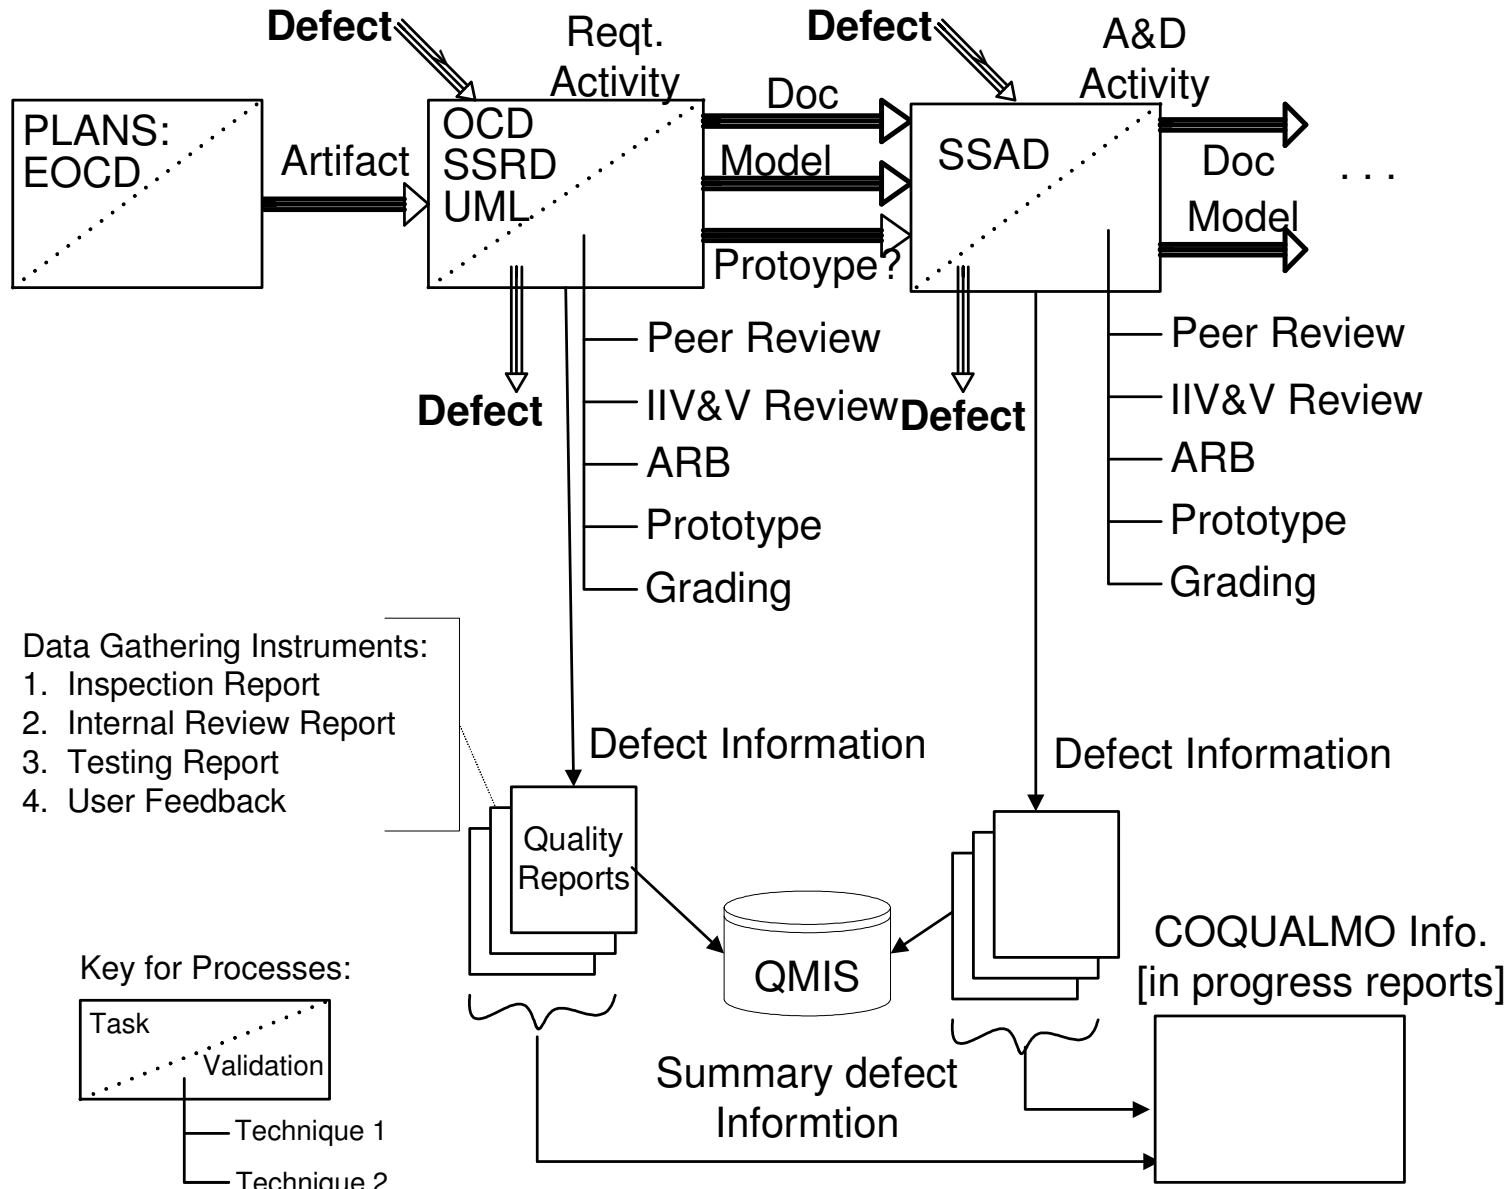 Defect
Reqt.
Activity
Defect
A&D
Activity
PLANS:
EOCD
Artifact
OCD
SSRD
UML
Doc
Model
Protoype?
SSAD
Doc
Model
. . .
Defect
Peer Review
IIV&V Review
ARB
Prototype
Grading
Defect
Peer Review
IIV&V Review
ARB
Prototype
Grading
Data Gathering Instruments:
1. Inspection Report
2. Internal Review Report
3. Testing Report
4. User Feedback
Defect Information
Defect Information
Quality
Reports
QMIS
COQUALMO Info.
[in progress reports]
Key for Processes:
Task
Validation
Technique 1
Technique 2
Summary defect
Informtion